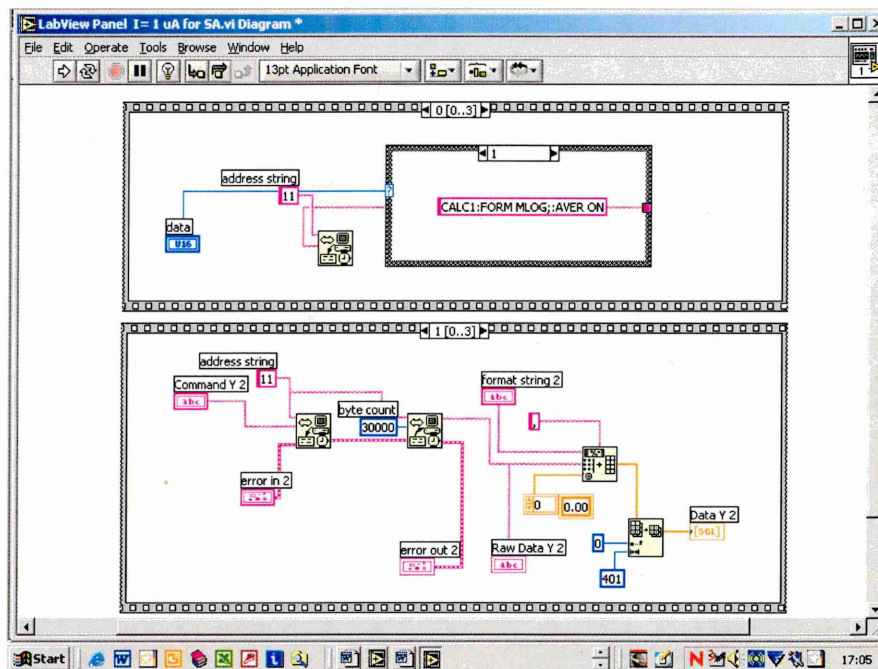 LabView Panel I= 1 uA for SA.vi Diagram *
File Edit Operate Tools Browse Window Help
13pt Application Font
1
0 [0..3]
1
address string
11
CALC1:FORM MLOG;:AVER ON
data
U16
?
1 [0..3]
address string
11
Command Y 2
abc
format string 2
abc
byte count
30000
,
error in 2
0
0.00
Data Y 2
[SGL]
error out 2
Raw Data Y 2
abc
0
401
Start
17:05